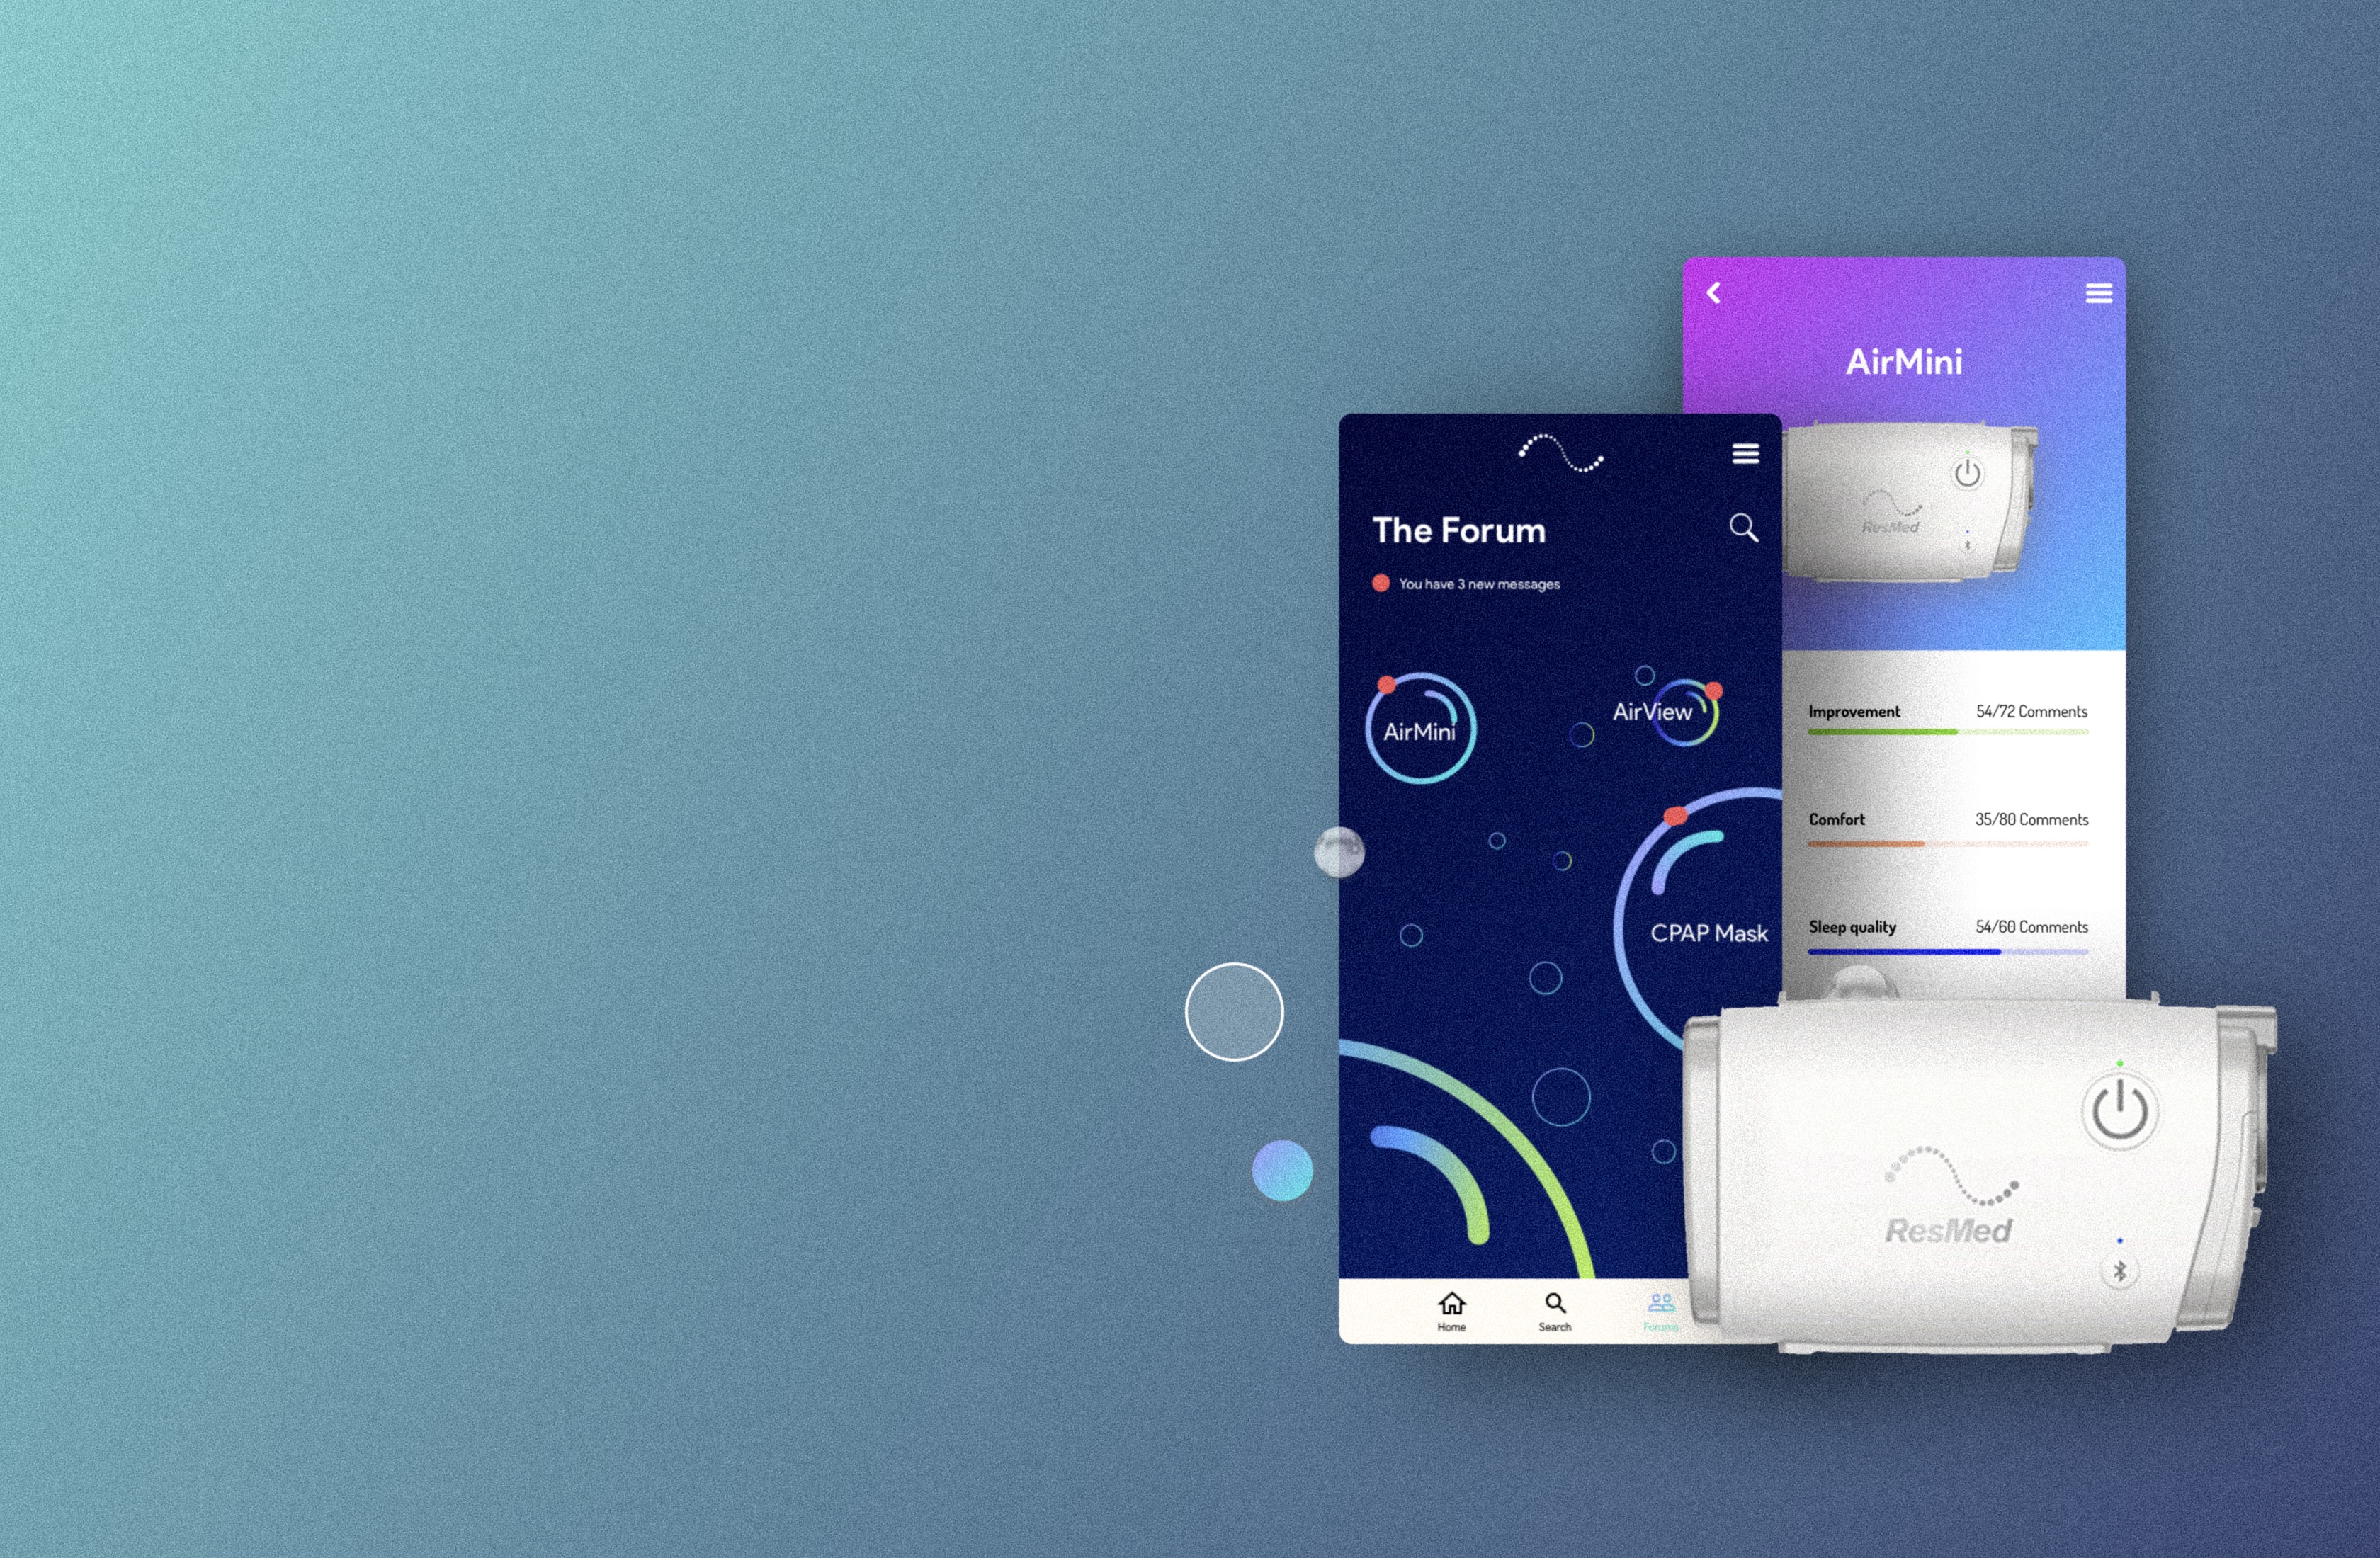 AirMini
ResMed
The Forum
You have 3 new messages
AirMini
AirView
CPAP Mask
Improvement 54/72 Comments
Comfort 35/80 Comments
Sleep quality 54/60 Comments
ResMed
Home Search Forums